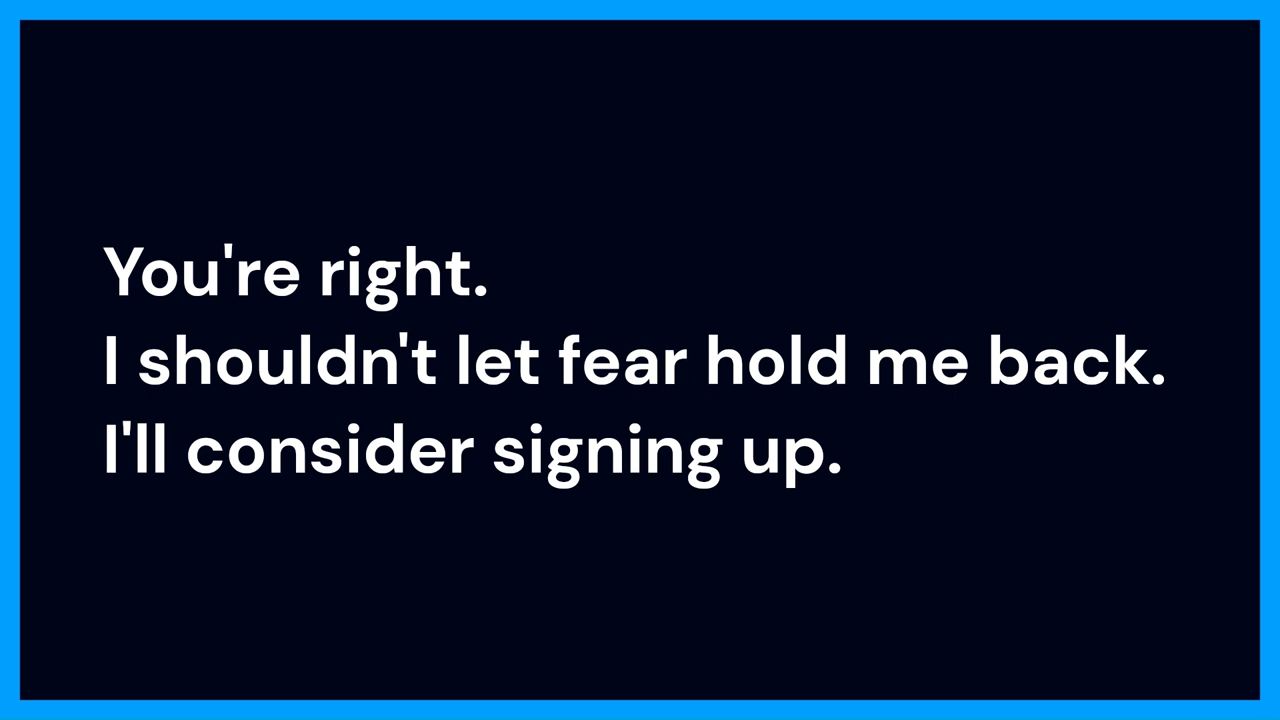 You're right.
I shouldn't let fear hold me back.
I'll consider signing up.